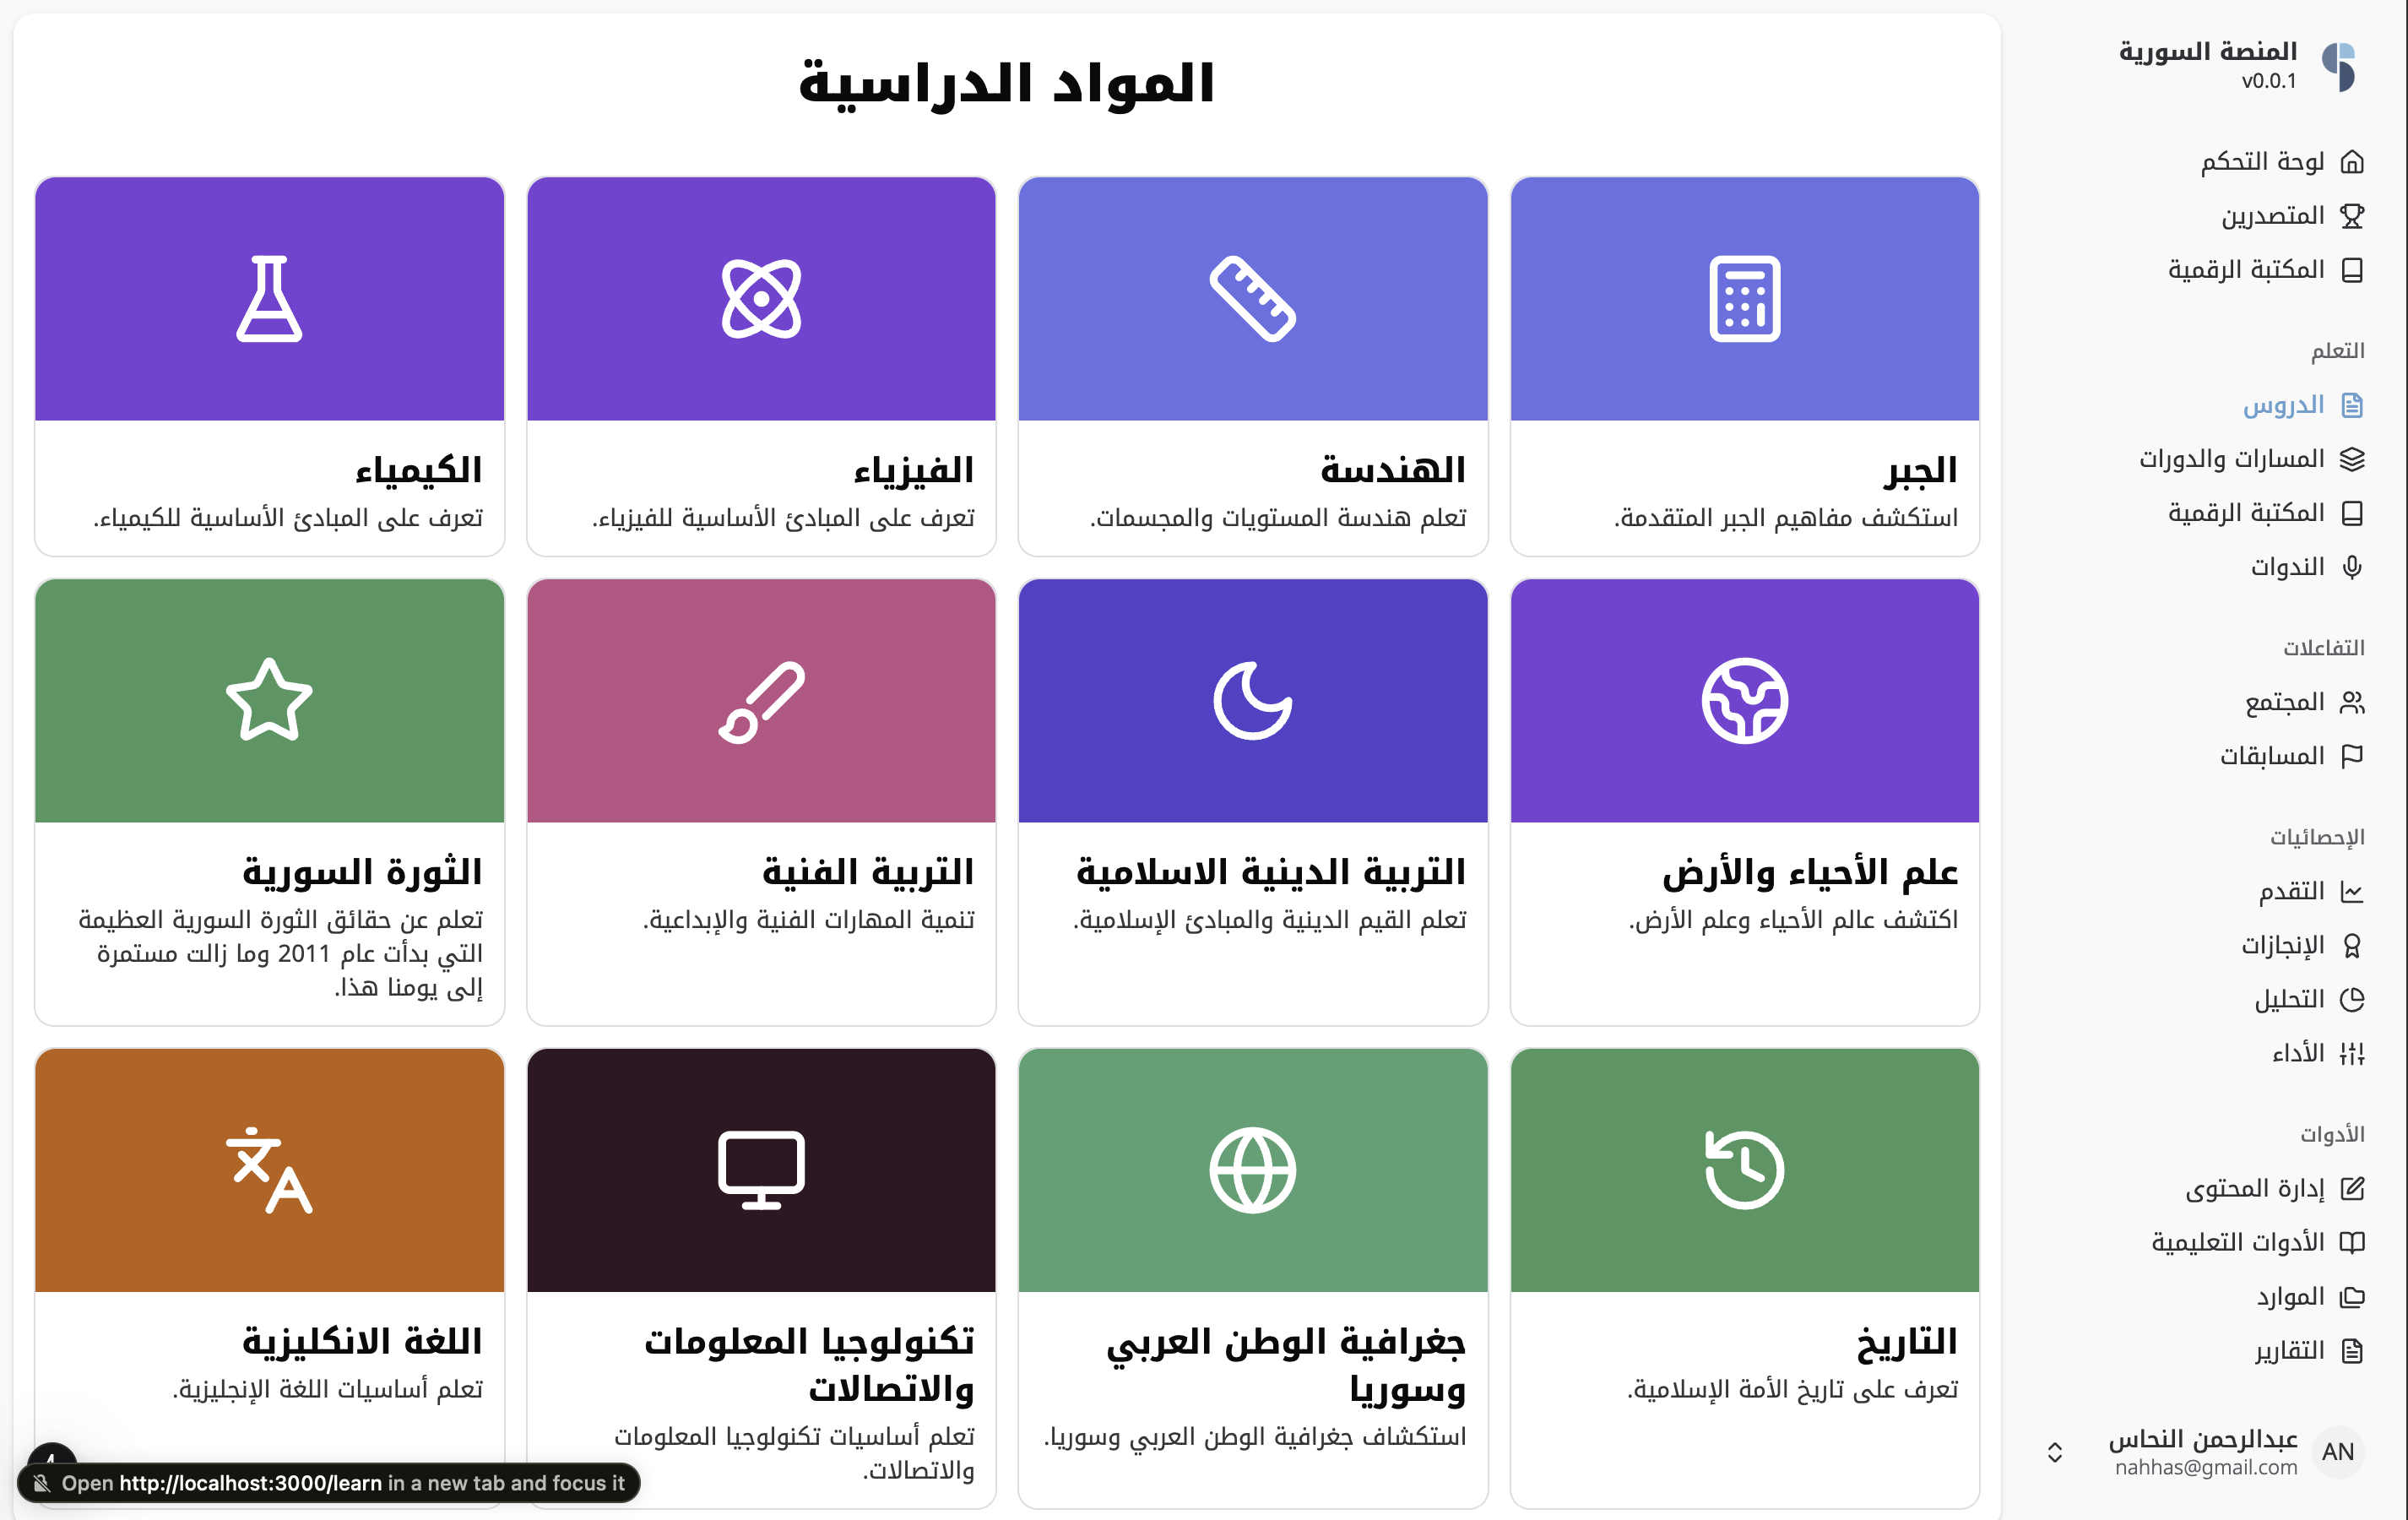 المنصة السورية
v0.0.1
لوحة التحكم
المتصدرين
المكتبة الرقمية
التعلم
الدروس
المسارات والدورات
المكتبة الرقمية
الندوات
التفاعلات
المجتمع
المسابقات
الإحصائيات
التقدم
الإنجازات
التحليل
الأداء
الأدوات
إدارة المحتوى
الأدوات التعليمية
الموارد
التقارير
AN
عبدالرحمن النحاس
nahhas@gmail.com
المواد الدراسية
الجبر
استكشف مفاهيم الجبر المتقدمة.
الهندسة
تعلم هندسة المستويات والمجسمات.
الفيزياء
تعرف على المبادئ الأساسية للفيزياء.
الكيمياء
تعرف على المبادئ الأساسية للكيمياء.
علم الأحياء والأرض
اكتشف عالم الأحياء وعلم الأرض.
التربية الدينية الاسلامية
تعلم القيم الدينية والمبادئ الإسلامية.
التربية الفنية
تنمية المهارات الفنية والإبداعية.
الثورة السورية
تعلم عن حقائق الثورة السورية العظيمة
التي بدأت عام 2011 وما زالت مستمرة
إلى يومنا هذا.
التاريخ
تعرف على تاريخ الأمة الإسلامية.
جغرافية الوطن العربي
وسوريا
استكشاف جغرافية الوطن العربي وسوريا.
تكنولوجيا المعلومات
والاتصالات
تعلم أساسيات تكنولوجيا المعلومات
والاتصالات.
اللغة الانكليزية
تعلم أساسيات اللغة الإنجليزية.
Open http://localhost:3000/learn in a new tab and focus it